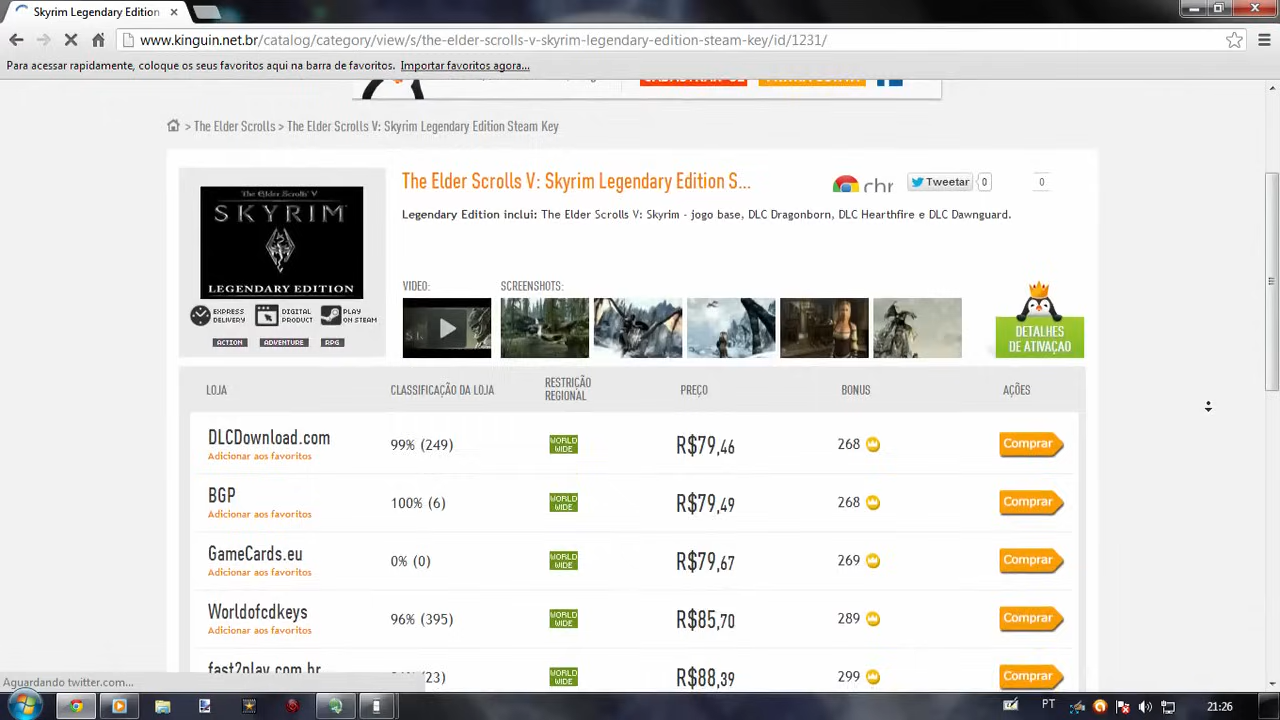 Skyrim Legendary Edition
www.kinguin.net.br/catalog/category/view/s/the-elder-scrolls-v-skyrim-legendary-edition-steam-key/id/1231/
Para acessar rapidamente, coloque os seus favoritos aqui na barra de favoritos. Importar favoritos agora...
> The Elder Scrolls > The Elder Scrolls V: Skyrim Legendary Edition Steam Key
The Elder Scrolls V: Skyrim Legendary Edition S...
chr
Tweetar
0
0
Legendary Edition inclui: The Elder Scrolls V: Skyrim - jogo base, DLC Dragonborn, DLC Hearthfire e DLC Dawnguard.
The Elder Scrolls V
SKYRIM
LEGENDARY EDITION
EXPRESS DELIVERY
DIGITAL PRODUCT
PLAY ON STEAM
ACTION
ADVENTURE
RPG
VIDEO:
SCREENSHOTS:
DETALHES
DE ATIVAÇAO
LOJA
CLASSIFICAÇÃO DA LOJA
RESTRIÇÃO
REGIONAL
PREÇO
BONUS
AÇÕES
DLCDownload.com
Adicionar aos favoritos
99% (249)
WORLD
WIDE
R$79,46
268
Comprar
BGP
Adicionar aos favoritos
100% (6)
WORLD
WIDE
R$79,49
268
Comprar
GameCards.eu
Adicionar aos favoritos
0% (0)
WORLD
WIDE
R$79,67
269
Comprar
Worldofcdkeys
Adicionar aos favoritos
96% (395)
WORLD
WIDE
R$85,70
289
Comprar
fast2play.com.br
(23)
WORLD
WIDE
R$88,39
299
Comprar
Aguardando twitter.com...
PT
21:26